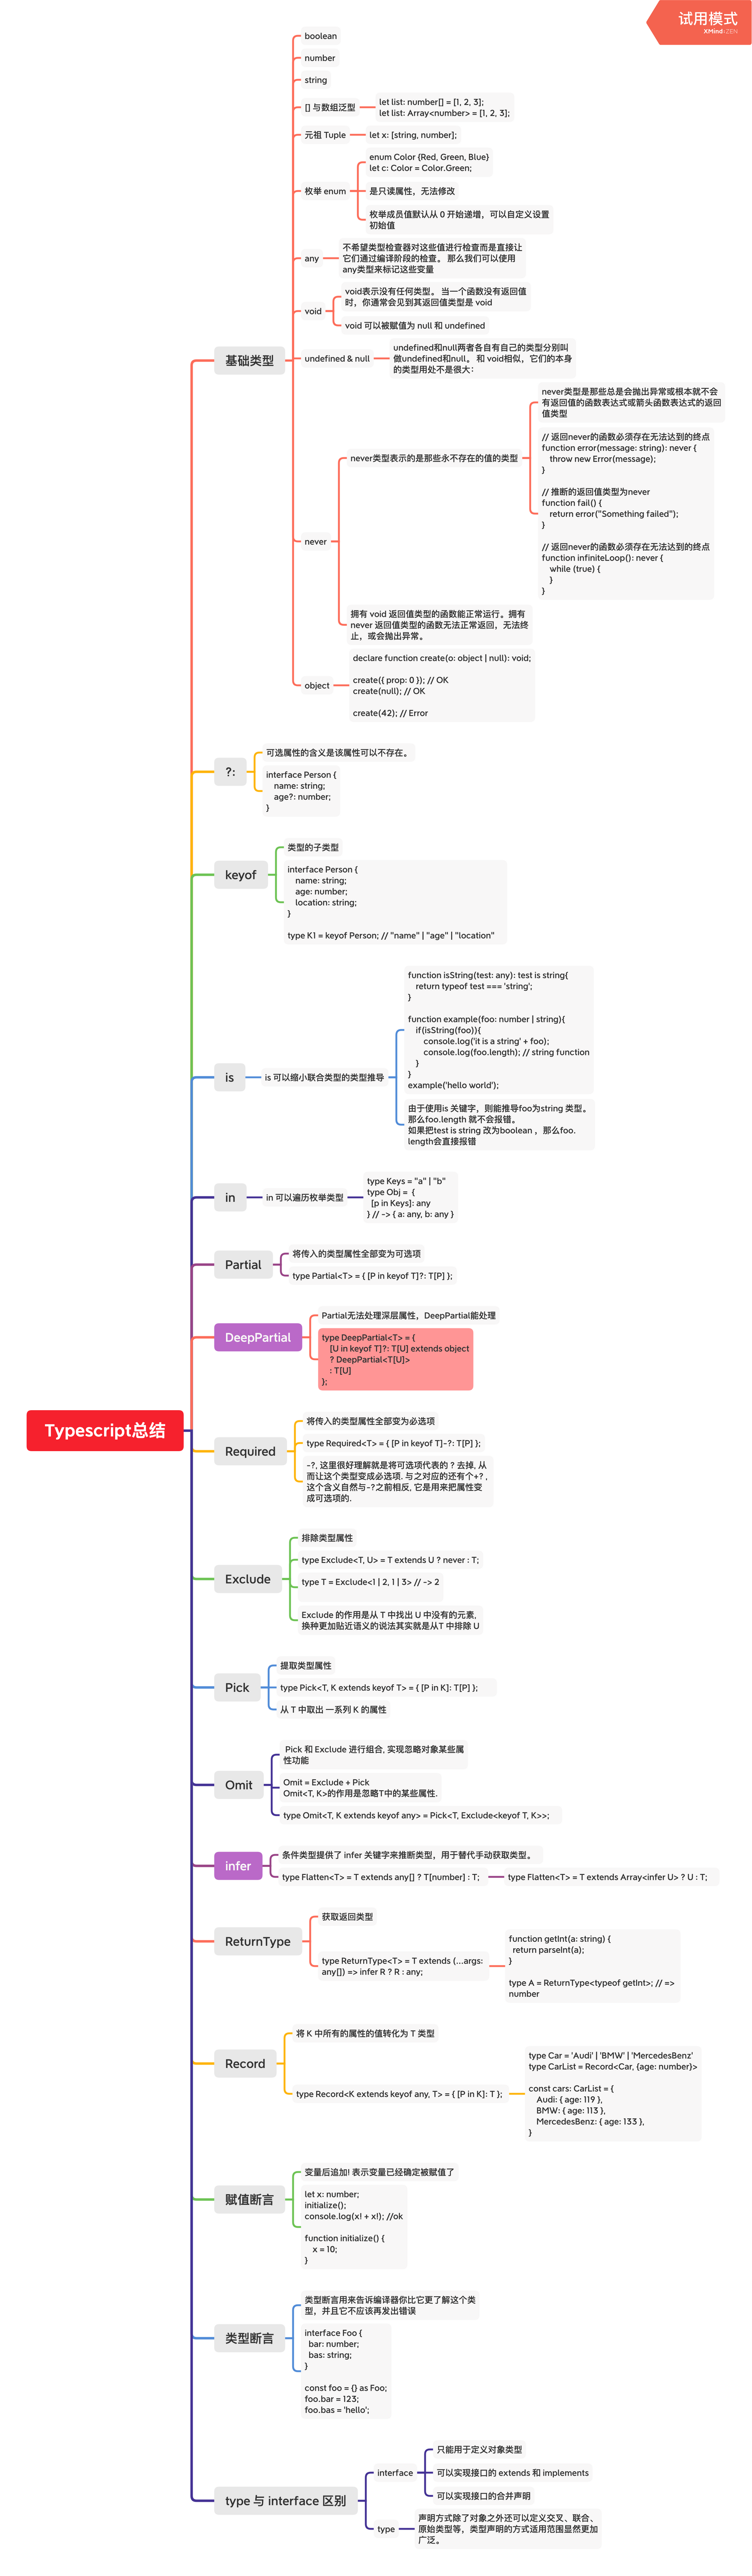 试用模式
XMind:ZEN
Typescript总结
基础类型
boolean
number
string
[] 与数组泛型
let list: number[] = [1, 2, 3];
let list: Array<number> = [1, 2, 3];
元祖 Tuple
let x: [string, number];
枚举 enum
enum Color {Red, Green, Blue}
let c: Color = Color.Green;
是只读属性，无法修改
枚举成员值默认从 0 开始递增，可以自定义设置
初始值
any
不希望类型检查器对这些值进行检查而是直接让
它们通过编译阶段的检查。 那么我们可以使用
any类型来标记这些变量
void
void表示没有任何类型。 当一个函数没有返回值
时，你通常会见到其返回值类型是 void
void 可以被赋值为 null 和 undefined
undefined & null
undefined和null两者各自有自己的类型分别叫
做undefined和null。 和 void相似，它们的本身
的类型用处不是很大：
never
never类型表示的是那些永不存在的值的类型
never类型是那些总是会抛出异常或根本就不会
有返回值的函数表达式或箭头函数表达式的返回
值类型
// 返回never的函数必须存在无法达到的终点
function error(message: string): never {
throw new Error(message);
}
// 推断的返回值类型为never
function fail() {
return error("Something failed");
}
// 返回never的函数必须存在无法达到的终点
function infiniteLoop(): never {
while (true) {
}
}
拥有 void 返回值类型的函数能正常运行。拥有
never 返回值类型的函数无法正常返回，无法终
止，或会抛出异常。
object
declare function create(o: object | null): void;
create({ prop: 0 }); // OK
create(null); // OK
create(42); // Error
?:
可选属性的含义是该属性可以不存在。
interface Person {
name: string;
age?: number;
}
keyof
类型的子类型
interface Person {
name: string;
age: number;
location: string;
}
type K1 = keyof Person; // "name" | "age" | "location"
is
is 可以缩小联合类型的类型推导
function isString(test: any): test is string{
return typeof test === 'string';
}
function example(foo: number | string){
if(isString(foo)){
console.log('it is a string' + foo);
console.log(foo.length); // string function
}
}
example('hello world');
由于使用is 关键字，则能推导foo为string 类型。
那么foo.length 就不会报错。
如果把test is string 改为boolean ，那么foo.
length会直接报错
in
in 可以遍历枚举类型
type Keys = "a" | "b"
type Obj = {
[p in Keys]: any
} // -> { a: any, b: any }
Partial
将传入的类型属性全部变为可选项
type Partial<T> = { [P in keyof T]?: T[P] };
DeepPartial
Partial无法处理深层属性，DeepPartial能处理
type DeepPartial<T> = {
[U in keyof T]?: T[U] extends object
? DeepPartial<T[U]>
: T[U]
};
Required
将传入的类型属性全部变为必选项
type Required<T> = { [P in keyof T]-?: T[P] };
-?, 这里很好理解就是将可选项代表的 ? 去掉, 从
而让这个类型变成必选项. 与之对应的还有个+? ,
这个含义自然与-?之前相反, 它是用来把属性变
成可选项的.
Exclude
排除类型属性
type Exclude<T, U> = T extends U ? never : T;
type T = Exclude<1 | 2, 1 | 3> // -> 2
Exclude 的作用是从 T 中找出 U 中没有的元素,
换种更加贴近语义的说法其实就是从T 中排除 U
Pick
提取类型属性
type Pick<T, K extends keyof T> = { [P in K]: T[P] };
从 T 中取出 一系列 K 的属性
Omit
Pick 和 Exclude 进行组合, 实现忽略对象某些属
性功能
Omit = Exclude + Pick
Omit<T, K>的作用是忽略T中的某些属性.
type Omit<T, K extends keyof any> = Pick<T, Exclude<keyof T, K>>;
infer
条件类型提供了 infer 关键字来推断类型，用于替代手动获取类型。
type Flatten<T> = T extends any[] ? T[number] : T;
type Flatten<T> = T extends Array<infer U> ? U : T;
ReturnType
获取返回类型
type ReturnType<T> = T extends (...args:
any[]) => infer R ? R : any;
function getInt(a: string) {
return parseInt(a);
}
type A = ReturnType<typeof getInt>; // =>
number
Record
将 K 中所有的属性的值转化为 T 类型
type Record<K extends keyof any, T> = { [P in K]: T };
type Car = 'Audi' | 'BMW' | 'MercedesBenz'
type CarList = Record<Car, {age: number}>
const cars: CarList = {
Audi: { age: 119 },
BMW: { age: 113 },
MercedesBenz: { age: 133 },
}
赋值断言
变量后追加! 表示变量已经确定被赋值了
let x: number;
initialize();
console.log(x! + x!); //ok
function initialize() {
x = 10;
}
类型断言
类型断言用来告诉编译器你比它更了解这个类
型，并且它不应该再发出错误
interface Foo {
bar: number;
bas: string;
}
const foo = {} as Foo;
foo.bar = 123;
foo.bas = 'hello';
type 与 interface 区别
interface
只能用于定义对象类型
可以实现接口的 extends 和 implements
可以实现接口的合并声明
type
声明方式除了对象之外还可以定义交叉、联合、
原始类型等，类型声明的方式适用范围显然更加
广泛。